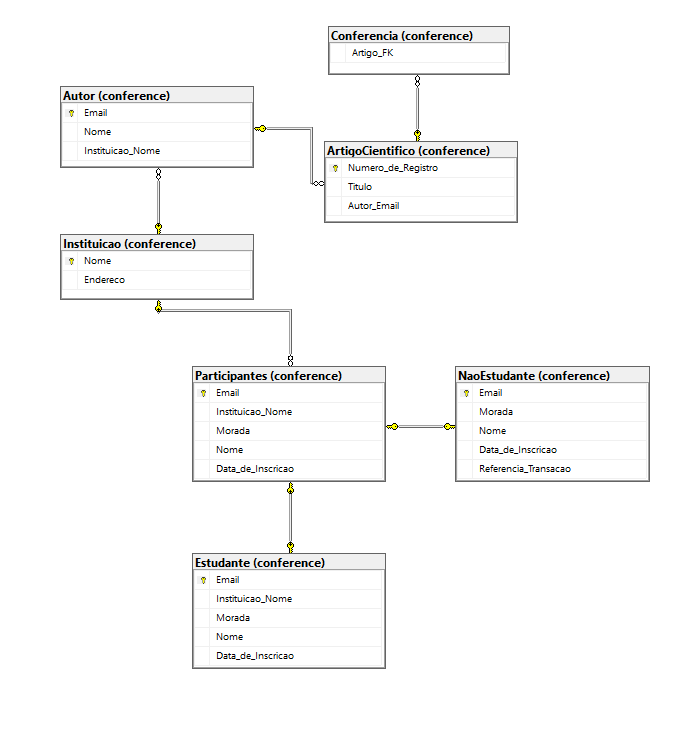 Conferencia (conference)
Artigo_FK
Autor (conference)
Email
Nome
Instituicao_Nome
ArtigoCientifico (conference)
Numero_de_Registro
Titulo
Autor_Email
Instituicao (conference)
Nome
Endereco
Participantes (conference)
Email
Instituicao_Nome
Morada
Nome
Data_de_Inscricao
NaoEstudante (conference)
Email
Morada
Nome
Data_de_Inscricao
Referencia_Transacao
Estudante (conference)
Email
Instituicao_Nome
Morada
Nome
Data_de_Inscricao